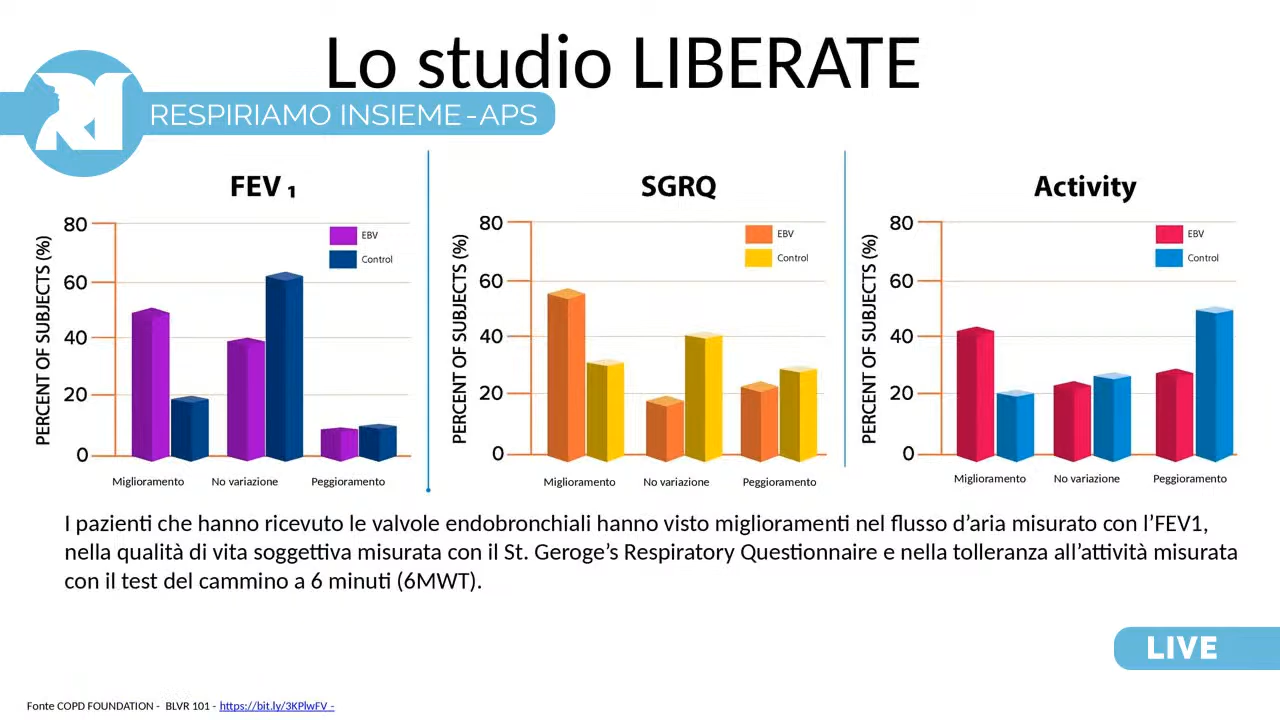 Lo studio LIBERATE
RESPIRIAMO INSIEME-APS
FEV ₁
PERCENT OF SUBJECTS (%)
80
60
40
20
0
EBV
Control
Miglioramento
No variazione
Peggioramento
SGRQ
PERCENT OF SUBJECTS (%)
80
60
40
20
0
EBV
Control
Miglioramento
No variazione
Peggioramento
Activity
PERCENT OF SUBJECTS (%)
80
60
40
20
0
EBV
Control
Miglioramento
No variazione
Peggioramento
I pazienti che hanno ricevuto le valvole endobronchiali hanno visto miglioramenti nel flusso d’aria misurato con l’FEV1,
nella qualità di vita soggettiva misurata con il St. Geroge’s Respiratory Questionnaire e nella tolleranza all’attività misurata
con il test del cammino a 6 minuti (6MWT).
LIVE
Fonte COPD FOUNDATION - BLVR 101 - https://bit.ly/3KPlwFV -